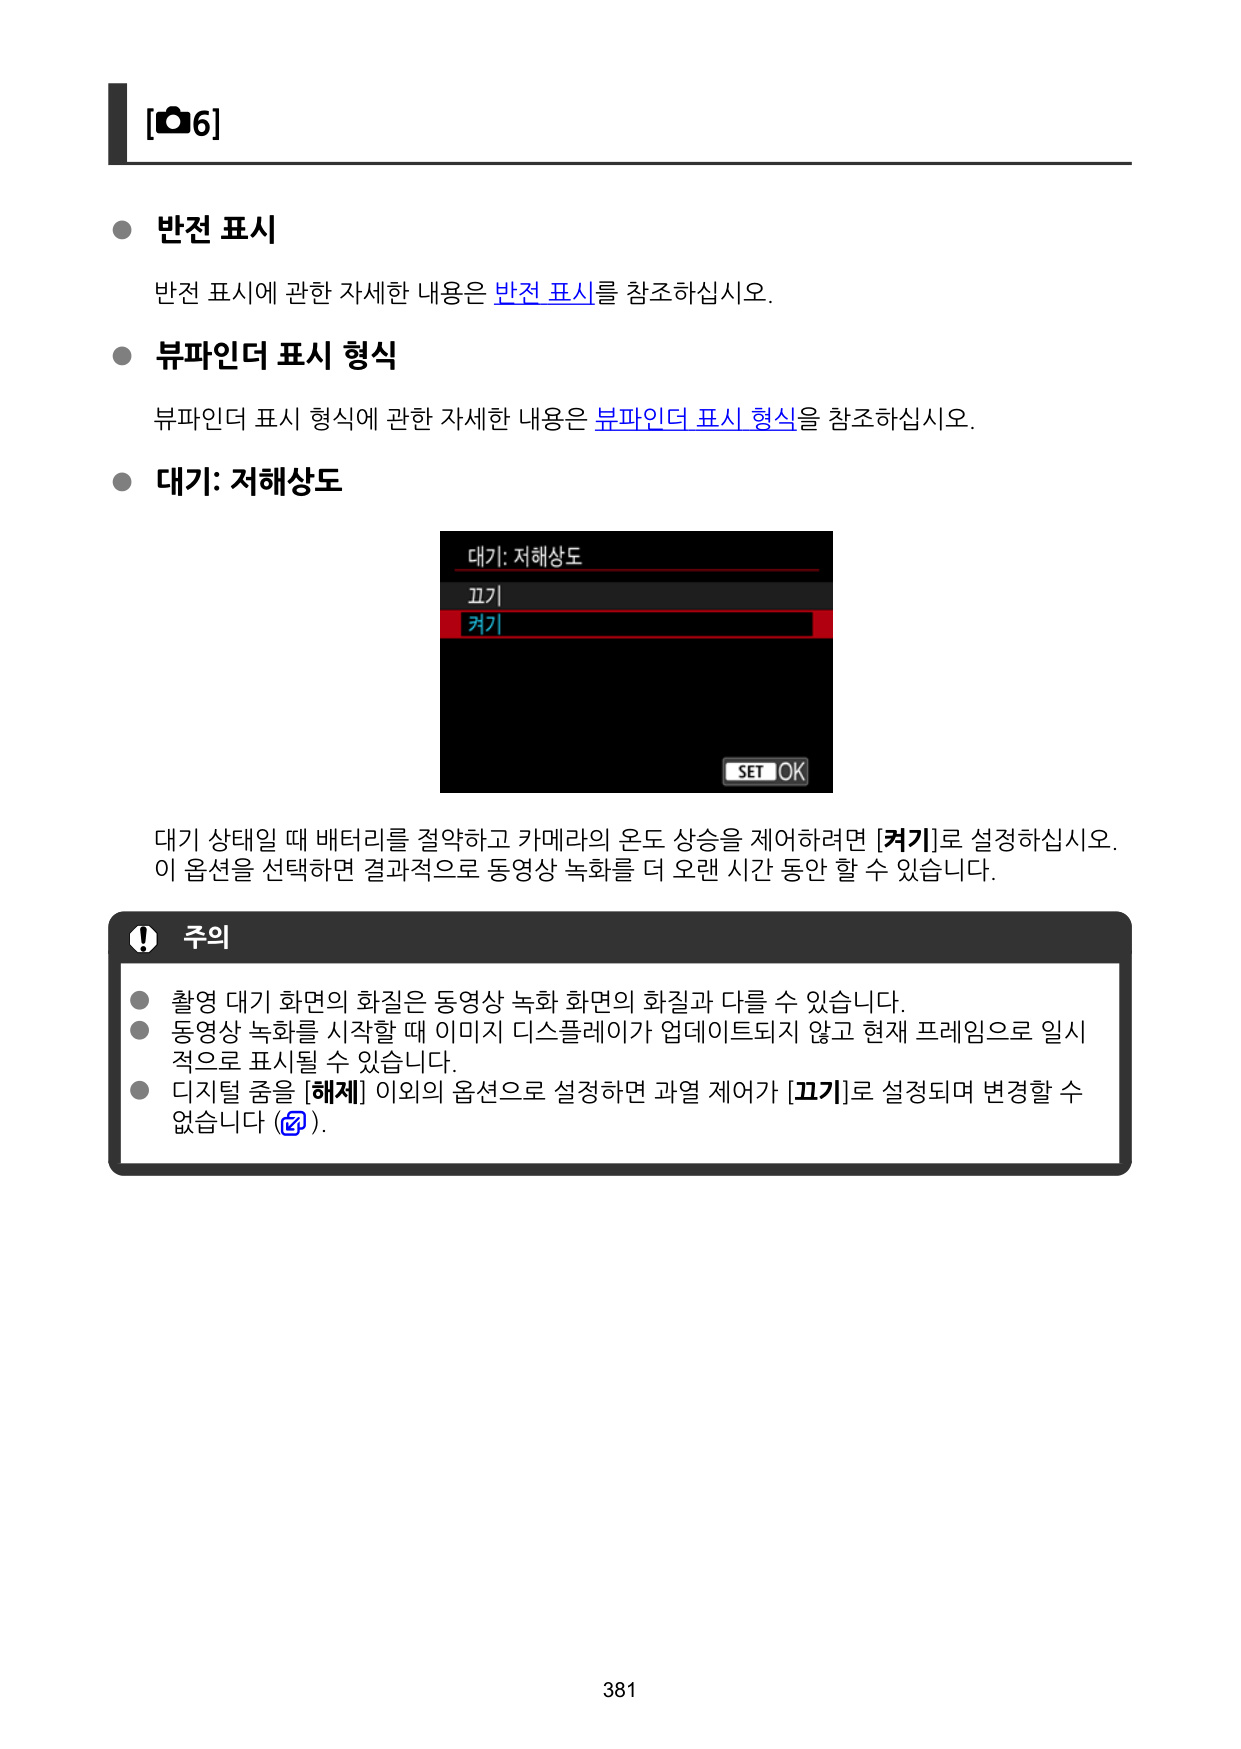 [6]
● 반전 표시
반전 표시에 관한 자세한 내용은 반전 표시를 참조하십시오.
● 뷰파인더 표시 형식
뷰파인더 표시 형식에 관한 자세한 내용은 뷰파인더 표시 형식을 참조하십시오.
● 대기: 저해상도
대기: 저해상도
끄기
켜기
SET OK
대기 상태일 때 배터리를 절약하고 카메라의 온도 상승을 제어하려면 [켜기]로 설정하십시오.
이 옵션을 선택하면 결과적으로 동영상 녹화를 더 오랜 시간 동안 할 수 있습니다.
주의
● 촬영 대기 화면의 화질은 동영상 녹화 화면의 화질과 다를 수 있습니다.
● 동영상 녹화를 시작할 때 이미지 디스플레이가 업데이트되지 않고 현재 프레임으로 일시
적으로 표시될 수 있습니다.
● 디지털 줌을 [해제] 이외의 옵션으로 설정하면 과열 제어가 [끄기]로 설정되며 변경할 수
없습니다 ( ).
381